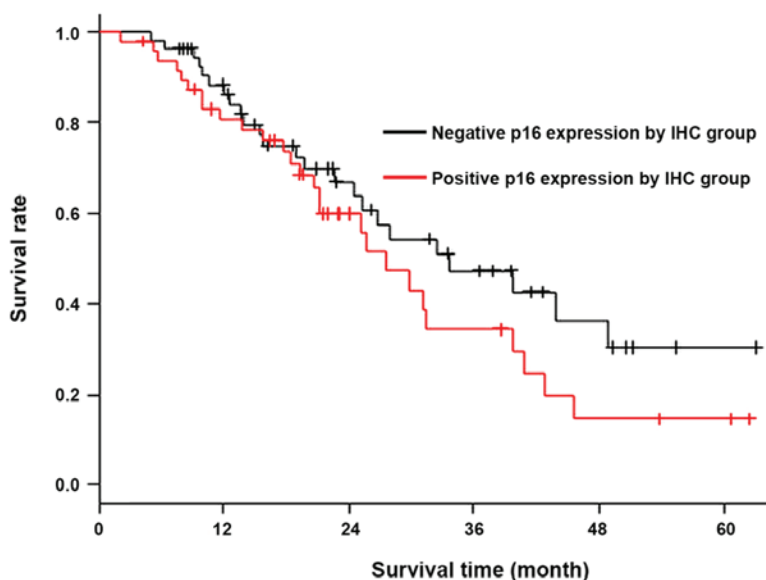 1.0
0.8
0.6
0.4
0.2
0.0
Survival rate
Negative p16 expression by IHC group
Positive p16 expression by IHC group
0 12 24 36 48 60
Survival time (month)